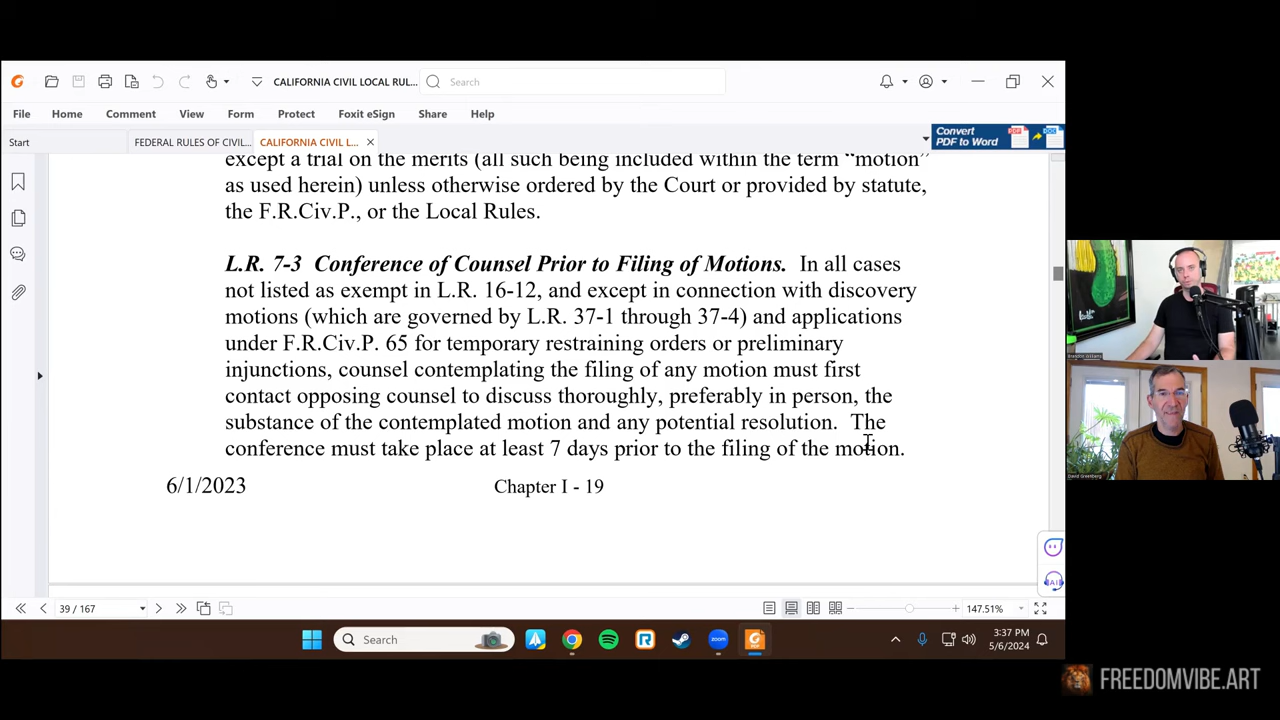 CALIFORNIA CIVIL LOCAL RUL...
Search
File Home Comment View Form Protect Foxit eSign Share Help
Start FEDERAL RULES OF CIVIL... CALIFORNIA CIVIL L...
Convert
PDF to Word
except a trial on the merits (all such being included within the term “motion”
as used herein) unless otherwise ordered by the Court or provided by statute,
the F.R.Civ.P., or the Local Rules.
L.R. 7-3 Conference of Counsel Prior to Filing of Motions. In all cases
not listed as exempt in L.R. 16-12, and except in connection with discovery
motions (which are governed by L.R. 37-1 through 37-4) and applications
under F.R.Civ.P. 65 for temporary restraining orders or preliminary
injunctions, counsel contemplating the filing of any motion must first
contact opposing counsel to discuss thoroughly, preferably in person, the
substance of the contemplated motion and any potential resolution. The
conference must take place at least 7 days prior to the filing of the motion.
6/1/2023 Chapter I - 19
Brandon Williams
David Greenberg
39 / 167
147.51%
Search
zoom
3:37 PM
5/6/2024
FREEDOMVIBE.ART